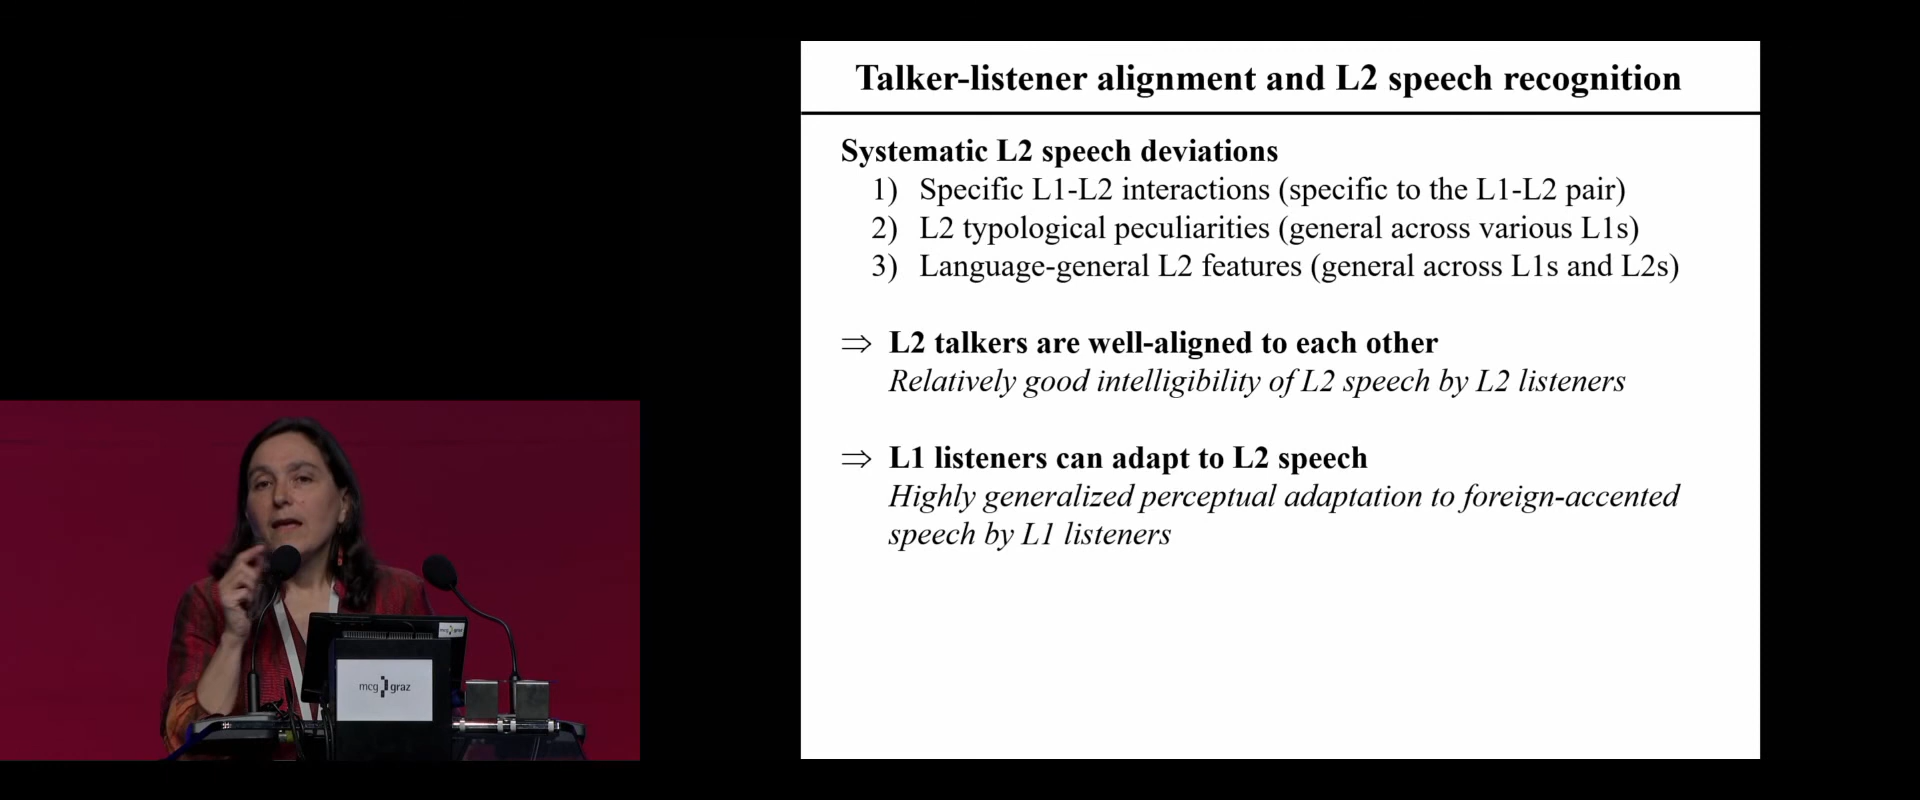 Talker-listener alignment and L2 speech recognition
Systematic L2 speech deviations
1) Specific L1-L2 interactions (specific to the L1-L2 pair)
2) L2 typological peculiarities (general across various L1s)
3) Language-general L2 features (general across L1s and L2s)
⇒ L2 talkers are well-aligned to each other
Relatively good intelligibility of L2 speech by L2 listeners
⇒ L1 listeners can adapt to L2 speech
Highly generalized perceptual adaptation to foreign-accented
speech by L1 listeners
mcg graz
mcg graz